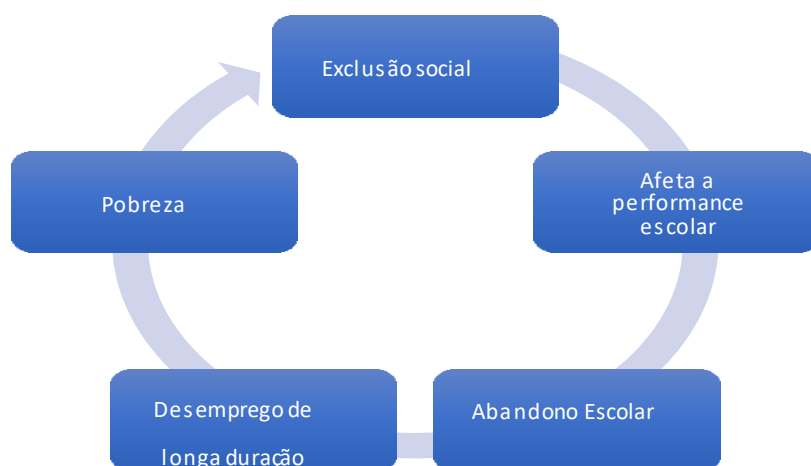 Exclusão social
Afeta a
performance
escolar
Abandono Escolar
Desemprego de
longa duração
Pobreza